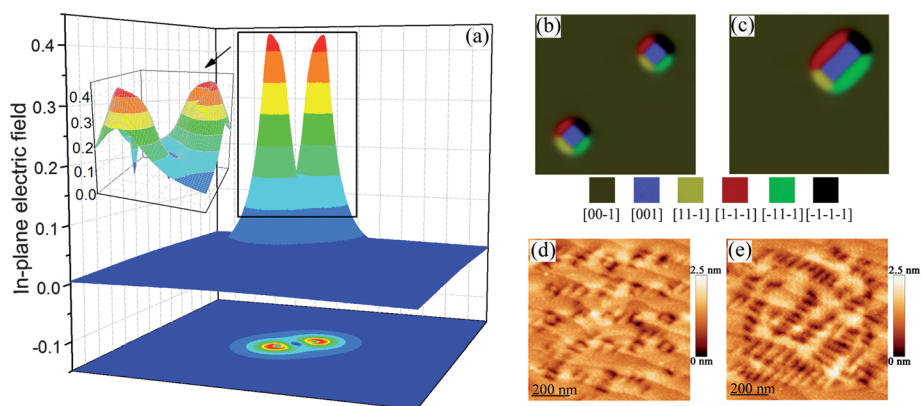 (a)
In-plane electric field
0.4
0.3
0.2
0.1
0.0
-0.1
0.4
0.3
0.2
0.1
0.0
(b)
(c)
[00-1] [001] [11-1] [1-1-1] [-11-1] [-1-1-1]
(d)
2.5 nm
0 nm
200 nm
(e)
2.5 nm
0 nm
200 nm